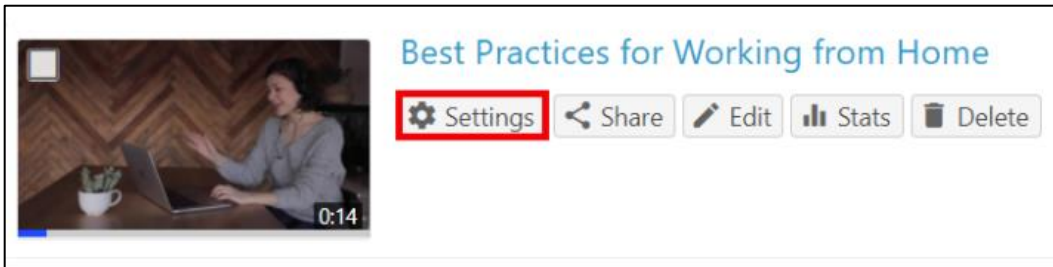 Best Practices for Working from Home
Settings Share Edit Stats Delete
0:14